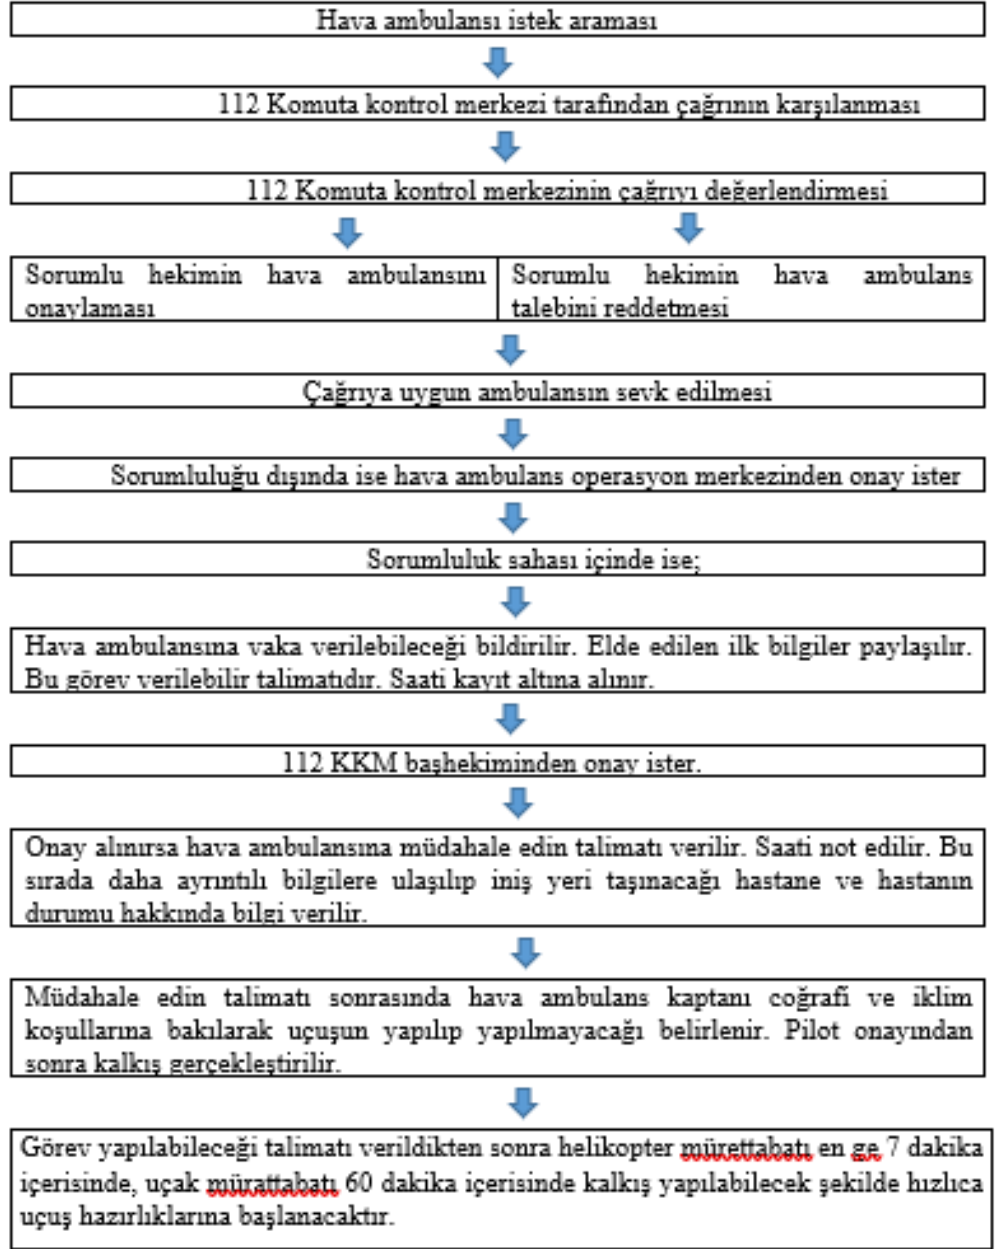 Hava ambulansı istek araması
112 Komuta kontrol merkezi tarafından çağrının karşılanması
112 Komuta kontrol merkezinin çağrıyı değerlendirmesi
Sorumlu hekimin hava ambulansını
onaylaması
Sorumlu hekimin hava ambulans
talebini reddetmesi
Çağrıya uygun ambulansın sevk edilmesi
Sorumluluğu dışında ise hava ambulans operasyon merkezinden onay ister
Sorumluluk sahası içinde ise;
Hava ambulansına vaka verilebileceği bildirilir. Elde edilen ilk bilgiler paylaşılır.
Bu görev verilebilir talimatıdır. Saati kayıt altına alınır.
112 KKM başhekiminden onay ister.
Onay alınırsa hava ambulansına müdahale edin talimatı verilir. Saati not edilir. Bu
sırada daha ayrıntılı bilgilere ulaşılıp iniş yeri taşınacağı hastane ve hastanın
durumu hakkında bilgi verilir.
Müdahale edin talimatı sonrasında hava ambulans kaptanı coğrafi ve iklim
koşullarına bakılarak uçuşun yapılıp yapılmayacağı belirlenir. Pilot onayından
sonra kalkış gerçekleştirilir.
Görev yapılabileceği talimatı verildikten sonra helikopter mürettabatı en ge 7 dakika
içerisinde, uçak mürattabatı 60 dakika içerisinde kalkış yapılabilecek şekilde hızlıca
uçuş hazırlıklarına başlanacaktır.